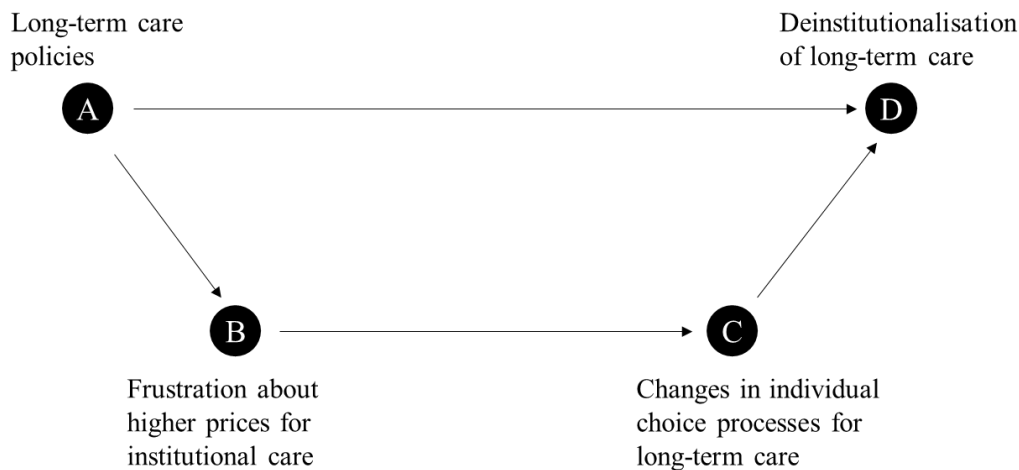 Long-term care
policies
Deinstitutionalisation
of long-term care
A
D
B
C
Frustration about
higher prices for
institutional care
Changes in individual
choice processes for
long-term care